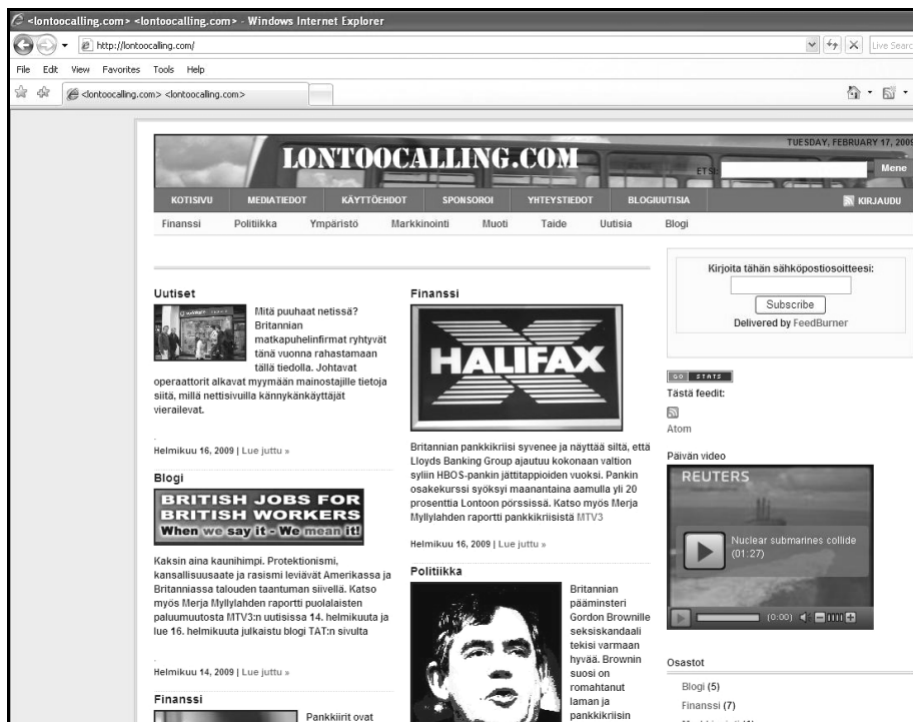 <lontoocalling.com> <lontoocalling.com> - Windows Internet Explorer
http://lontoocalling.com/
Live Searc
File Edit View Favorites Tools Help
<lontoocalling.com> <lontoocalling.com>
TUESDAY, FEBRUARY 17, 2009
LONTOOCALLING.COM
ETSI
Mene
KOTISIVU MEDIATIEDOT KÄYTTÖEHDOT SPONSOROI YHTEYSTIEDOT BLOGIUUTISIA KIRJAUDU
Finanssi Politiikka Ympäristö Markkinointi Muoti Taide Uutisia Blogi
Uutiset
Mitä puuhaat netissä?
Britannian
matkapuhelinfirmat ryhtyvät
tänä vuonna rahastamaan
tällä tiedolla. Johtavat
operaattorit alkavat myymään mainostajille tietoja
siitä, millä nettisivuilla kännykänkäyttäjät
vierailevat.
.
Helmikuu 16, 2009 | Lue juttu »
Blogi
BRITISH JOBS FOR
BRITISH WORKERS
When we say it - We mean it!
Kaksin aina kaunihimpi. Protektionismi,
kansallisuusaate ja rasismi leviävät Amerikassa ja
Britanniassa talouden taantuman siivellä. Katso
myös Merja Myllylahden raportti puolalaisten
paluumuutosta MTV3:n uutisissa 14. helmikuuta ja
lue 16. helmikuuta julkaistu blogi TAT:n sivulta
.
Helmikuu 14, 2009 | Lue juttu »
Finanssi
Pankkiirit ovat
Finanssi
HALIFAX
Britannian pankkikriisi syvenee ja näyttää siltä, että
Lloyds Banking Group ajautuu kokonaan valtion
syliin HBOS-pankin jättitappioiden vuoksi. Pankin
osakekurssi syöksyi maanantaina aamulla yli 20
prosenttia Lontoon pörssissä. Katso myös Merja
Myllylahden raportti pankkikriisistä MTV3
Helmikuu 16, 2009 | Lue juttu »
Politiikka
Britannian
pääministeri
Gordon Brownille
seksiskandaali
tekisi varmaan
hyvää. Brownin
suosi on
romahtanut
laman ja
pankkikriisin
Kirjoita tähän sähköpostiosoitteesi:
Subscribe
Delivered by FeedBurner
GO STATS
Tästä feedit:
Atom
Päivän video
REUTERS
Nuclear submarines collide
(01:27)
(0:00)
Osastot
Blogi (5)
Finanssi (7)